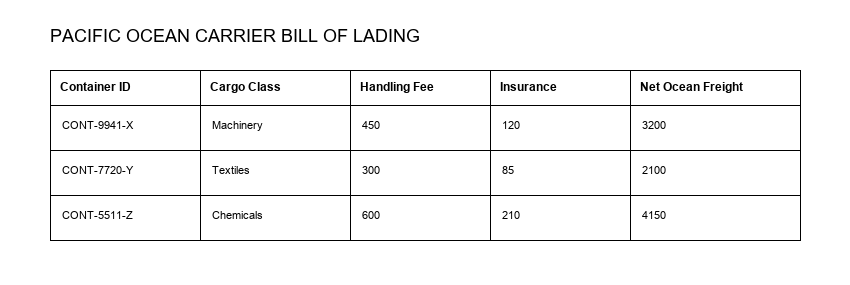 PACIFIC OCEAN CARRIER BILL OF LADING
Container ID Cargo Class Handling Fee Insurance Net Ocean Freight
CONT-9941-X Machinery 450 120 3200
CONT-7720-Y Textiles 300 85 2100
CONT-5511-Z Chemicals 600 210 4150